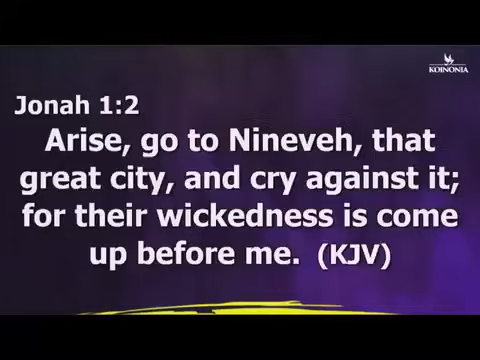 KOINONIA
Jonah 1:2
Arise, go to Nineveh, that
great city, and cry against it;
for their wickedness is come
up before me. (KJV)